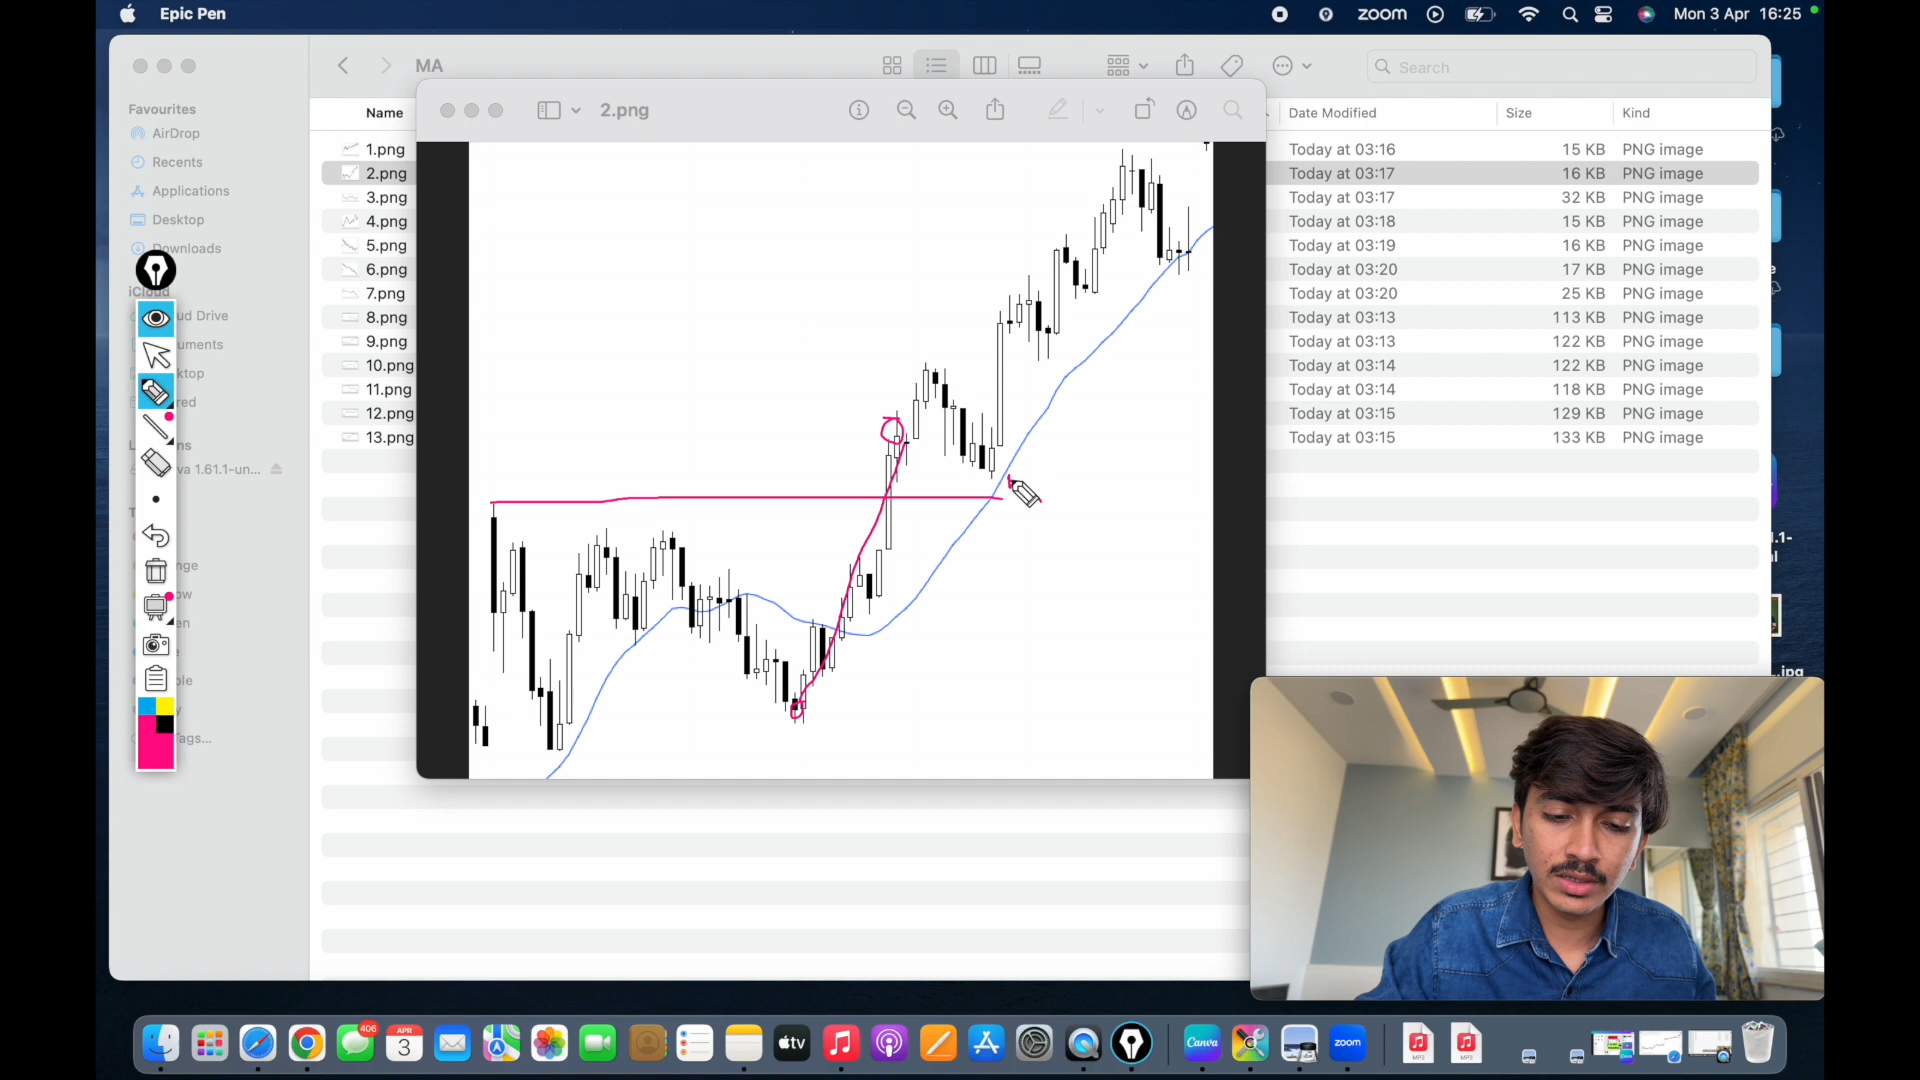 Epic Pen
zoom
Mon 3 Apr 16:25
MA
Search
Favourites
AirDrop
Recents
Applications
Desktop
Downloads
iCloud
ud Drive
uments
ktop
red
ns
va 1.61.1-un...
nge
ow
en
e
ple
y
Tags...
Name
Date Modified
Size
Kind
2.png
1.png
Today at 03:16
15 KB
PNG image
2.png
Today at 03:17
16 KB
PNG image
3.png
Today at 03:17
32 KB
PNG image
4.png
Today at 03:18
15 KB
PNG image
5.png
Today at 03:19
16 KB
PNG image
6.png
Today at 03:20
17 KB
PNG image
7.png
Today at 03:20
25 KB
PNG image
8.png
Today at 03:13
113 KB
PNG image
9.png
Today at 03:13
122 KB
PNG image
10.png
Today at 03:14
122 KB
PNG image
11.png
Today at 03:14
118 KB
PNG image
12.png
Today at 03:15
129 KB
PNG image
13.png
Today at 03:15
133 KB
PNG image
1.1-
.jpg
406
APR
3
tv
Canva
zoom
MP3
MP3